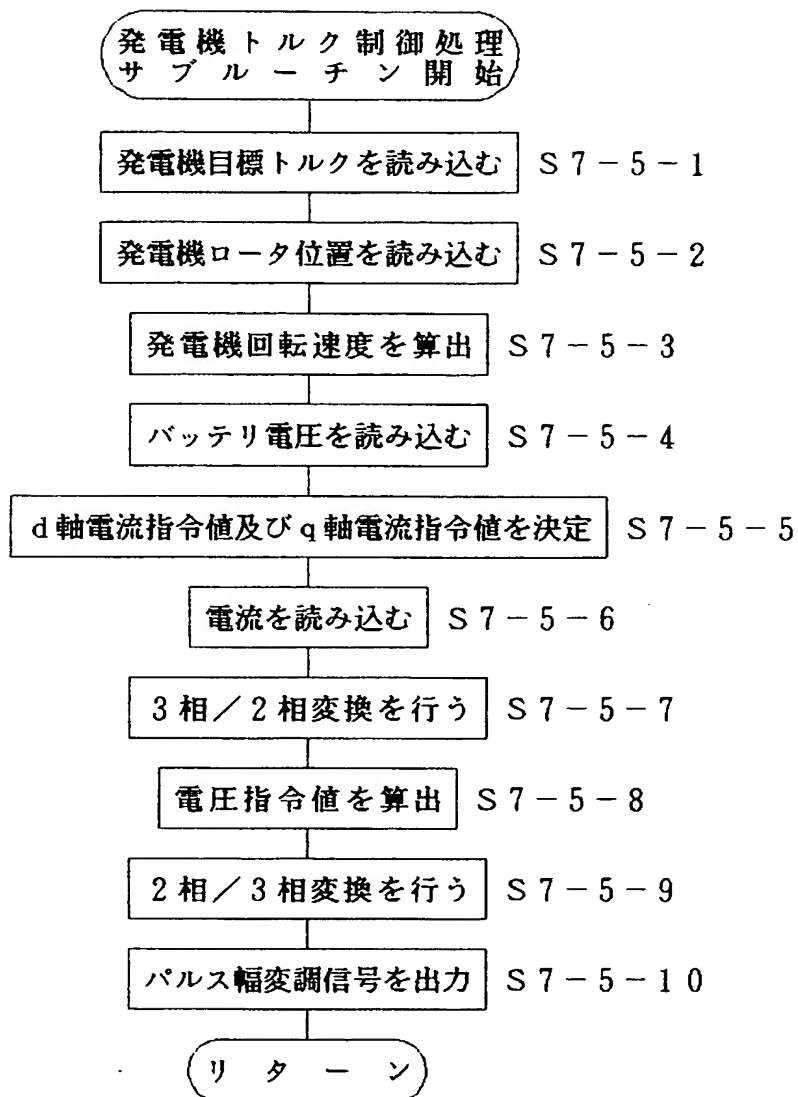 発電機トルク制御処理
サブルーチン開始
発電機目標トルクを読み込む S7-5-1
発電機ロータ位置を読み込む S7-5-2
発電機回転速度を算出 S7-5-3
バッテリ電圧を読み込む S7-5-4
d軸電流指令値及びq軸電流指令値を決定 S7-5-5
電流を読み込む S7-5-6
3相/2相変換を行う S7-5-7
電圧指令値を算出 S7-5-8
2相/3相変換を行う S7-5-9
パルス幅変調信号を出力 S7-5-10
リターン